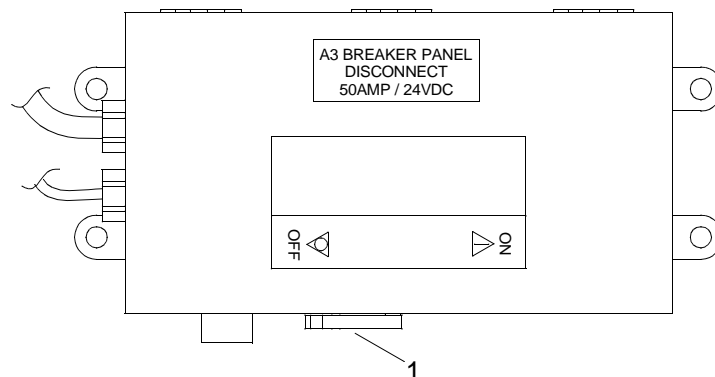 A3 BREAKER PANEL
DISCONNECT
50AMP / 24VDC
OFF
ON
1